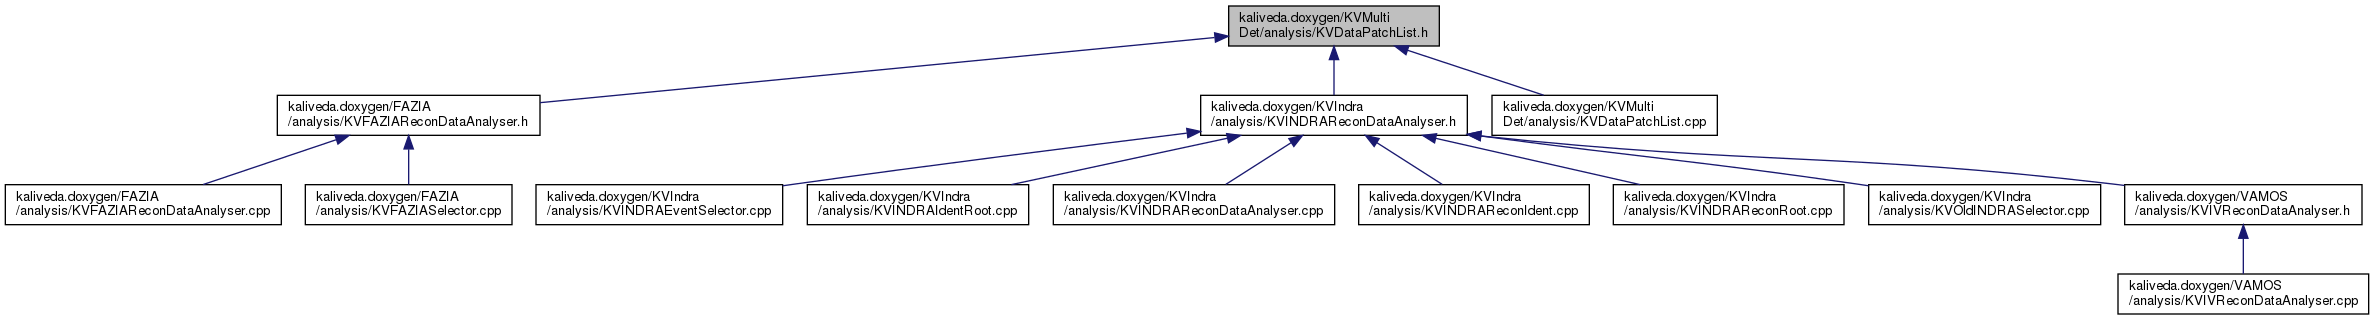 kaliveda.doxygen/KVMulti
Det/analysis/KVDataPatchList.h
kaliveda.doxygen/FAZIA
/analysis/KVFAZIAReconDataAnalyser.h
kaliveda.doxygen/KVIndra
/analysis/KVINDRAReconDataAnalyser.h
kaliveda.doxygen/KVMulti
Det/analysis/KVDataPatchList.cpp
kaliveda.doxygen/FAZIA
/analysis/KVFAZIAReconDataAnalyser.cpp
kaliveda.doxygen/FAZIA
/analysis/KVFAZIASelector.cpp
kaliveda.doxygen/KVIndra
/analysis/KVINDRAEventSelector.cpp
kaliveda.doxygen/KVIndra
/analysis/KVINDRAIdentRoot.cpp
kaliveda.doxygen/KVIndra
/analysis/KVINDRAReconDataAnalyser.cpp
kaliveda.doxygen/KVIndra
/analysis/KVINDRAReconIdent.cpp
kaliveda.doxygen/KVIndra
/analysis/KVINDRAReconRoot.cpp
kaliveda.doxygen/KVIndra
/analysis/KVOldINDRASelector.cpp
kaliveda.doxygen/VAMOS
/analysis/KVIVReconDataAnalyser.h
kaliveda.doxygen/VAMOS
/analysis/KVIVReconDataAnalyser.cpp